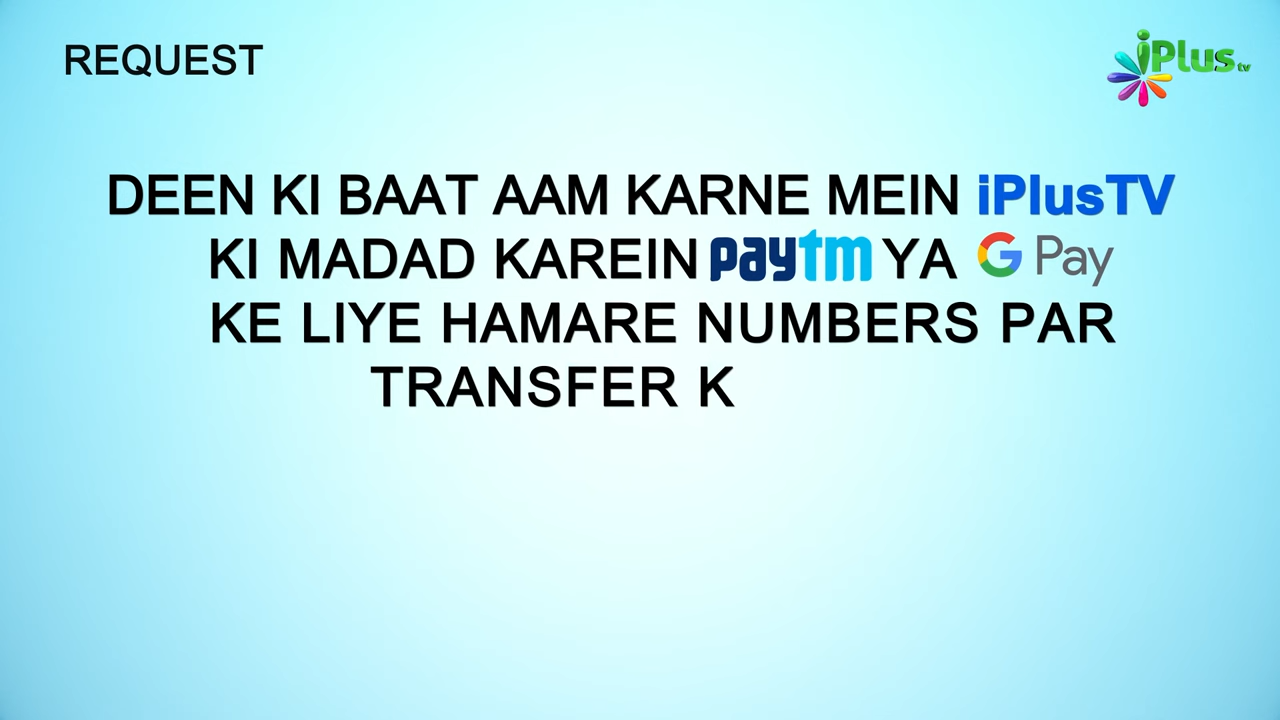 REQUEST
iPlus tv
DEEN KI BAAT AAM KARNE MEIN iPlusTV
KI MADAD KAREIN paytm YA G Pay
KE LIYE HAMARE NUMBERS PAR
TRANSFER K